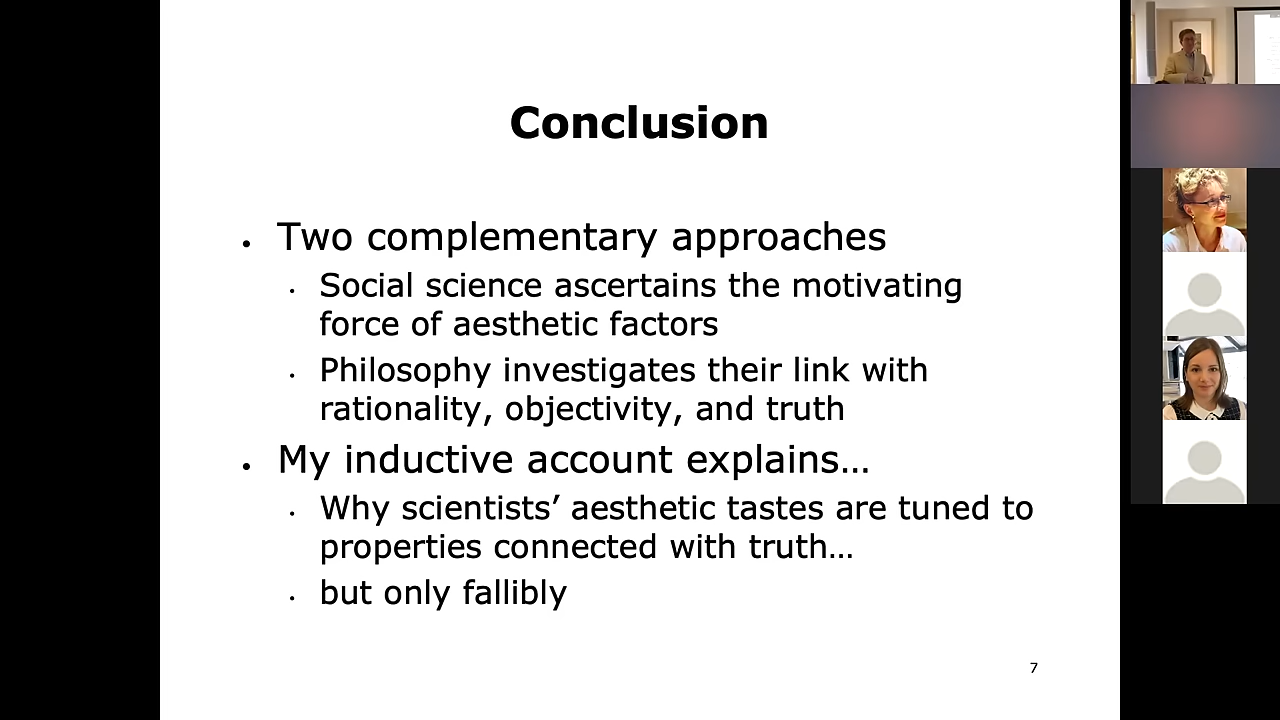 Conclusion
• Two complementary approaches
• Social science ascertains the motivating
force of aesthetic factors
• Philosophy investigates their link with
rationality, objectivity, and truth
• My inductive account explains…
• Why scientists’ aesthetic tastes are tuned to
properties connected with truth…
• but only fallibly
7